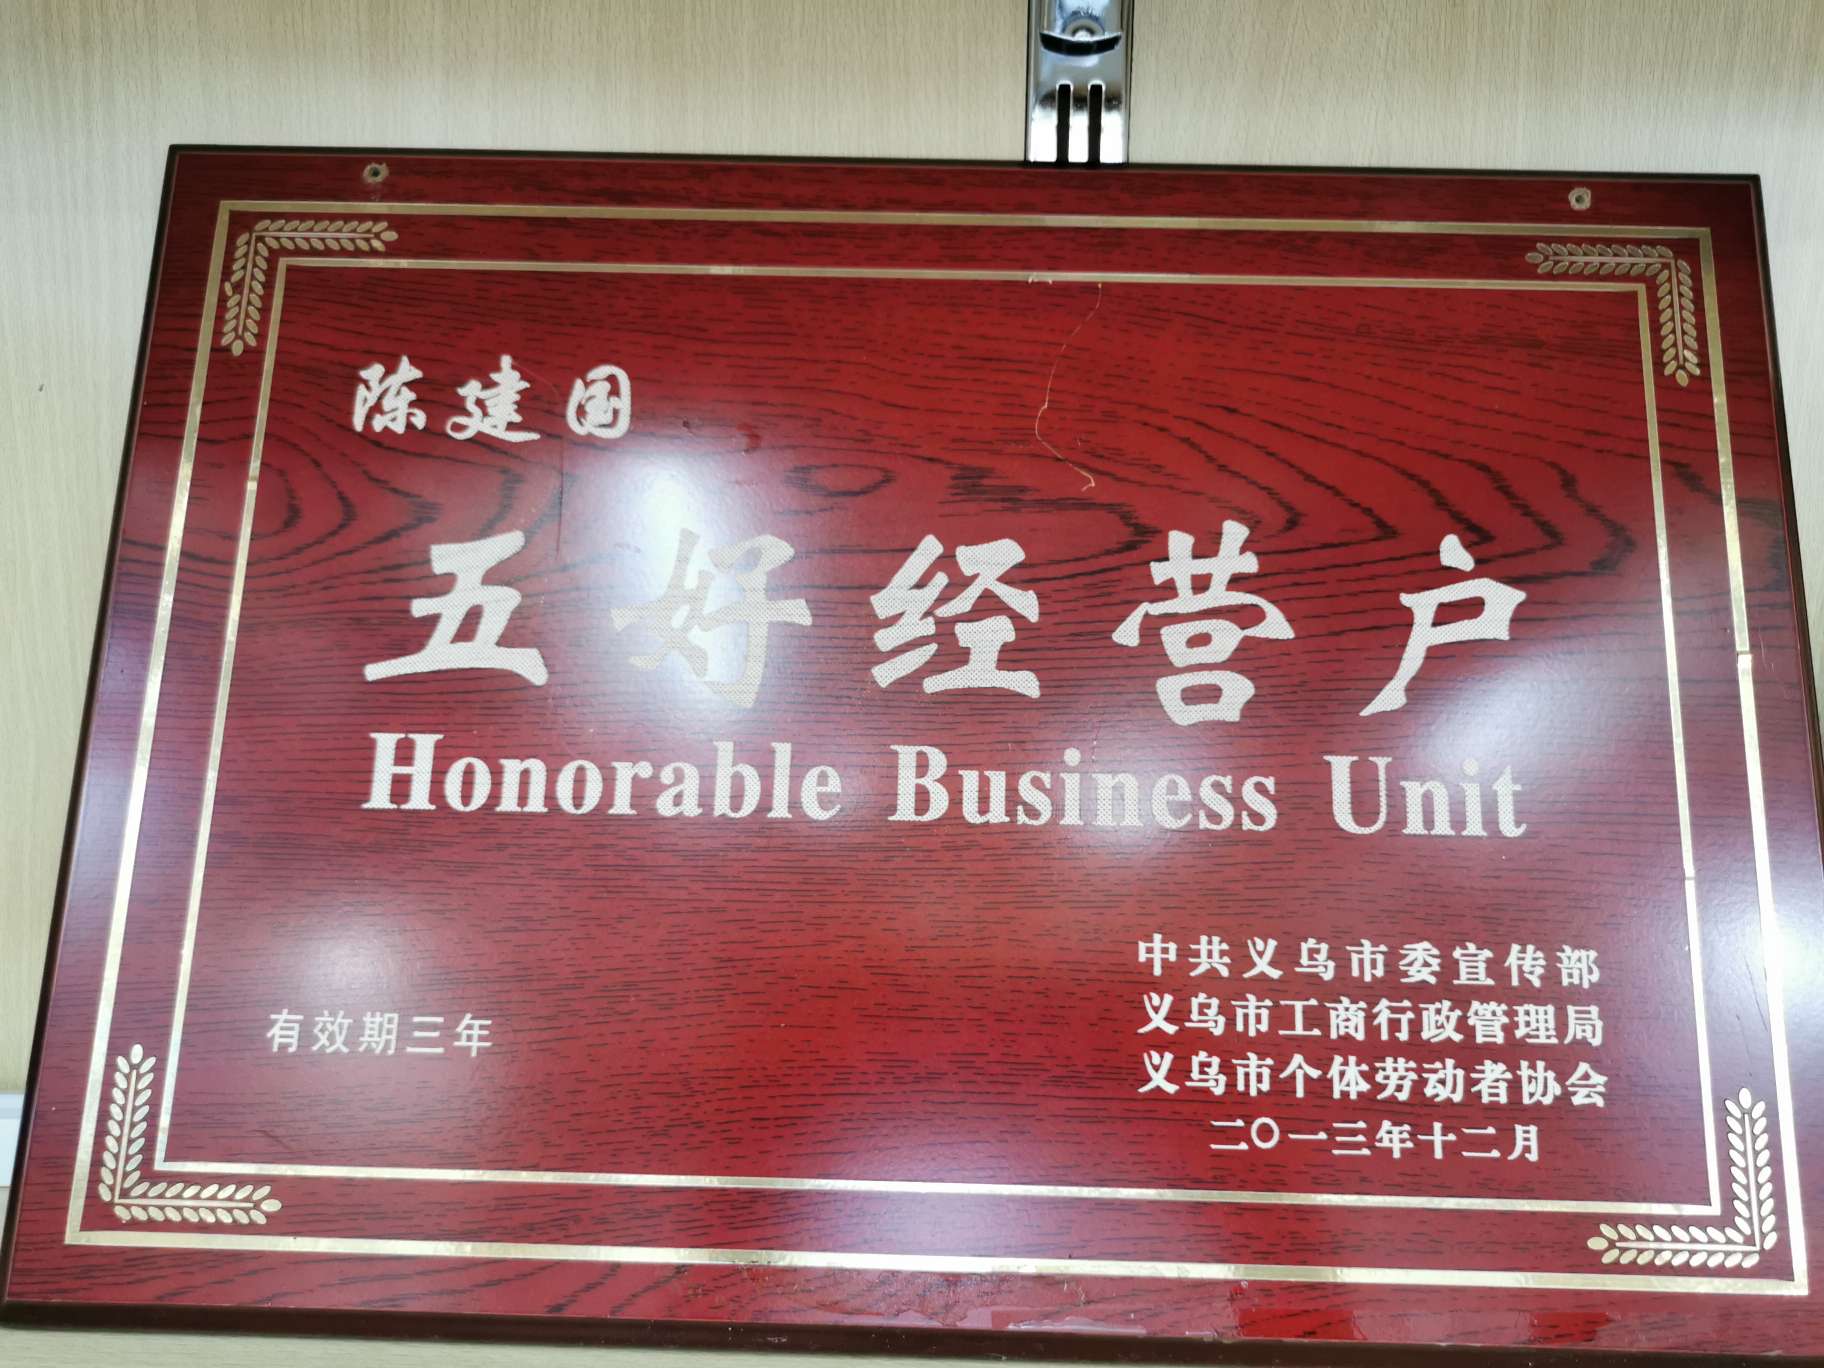 陈建国
五好经营户
Honorable Business Unit
有效期三年
中共义乌市委宣传部
义乌市工商行政管理局
义乌市个体劳动者协会
二〇一三年十二月